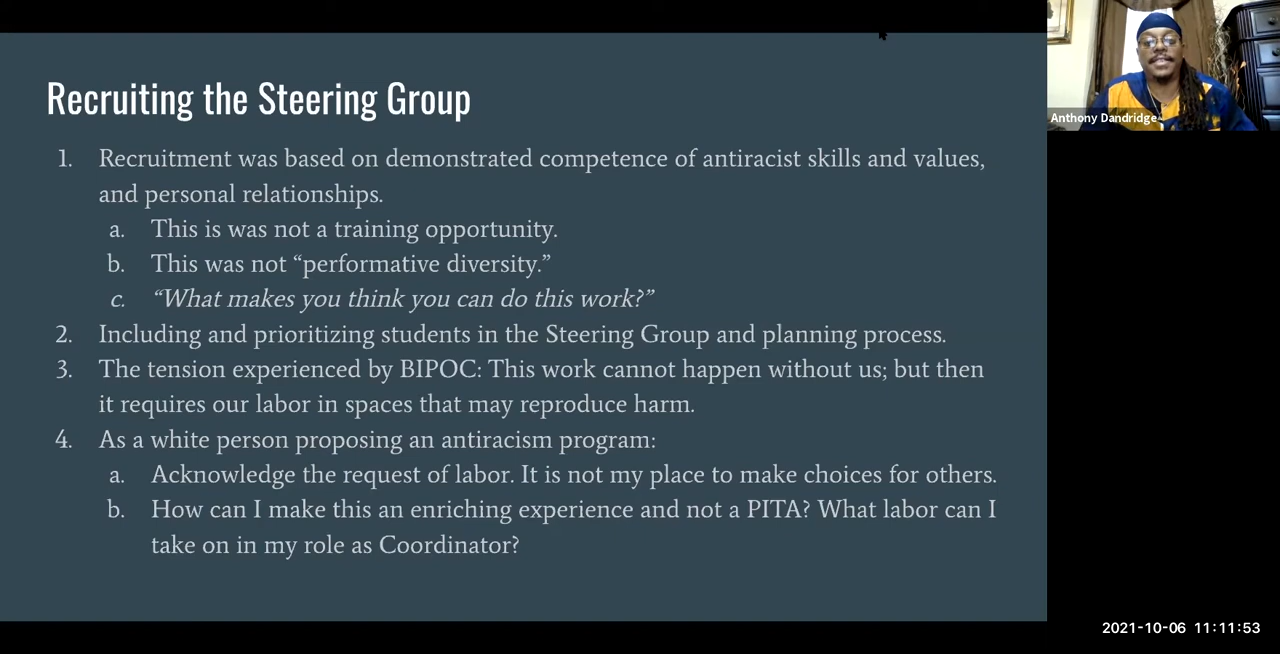 Recruiting the Steering Group
1. Recruitment was based on demonstrated competence of antiracist skills and values,
and personal relationships.
a. This is was not a training opportunity.
b. This was not “performative diversity.”
c. “What makes you think you can do this work?”
2. Including and prioritizing students in the Steering Group and planning process.
3. The tension experienced by BIPOC: This work cannot happen without us; but then
it requires our labor in spaces that may reproduce harm.
4. As a white person proposing an antiracism program:
a. Acknowledge the request of labor. It is not my place to make choices for others.
b. How can I make this an enriching experience and not a PITA? What labor can I
take on in my role as Coordinator?
Anthony Dandridge
2021-10-06 11:11:53